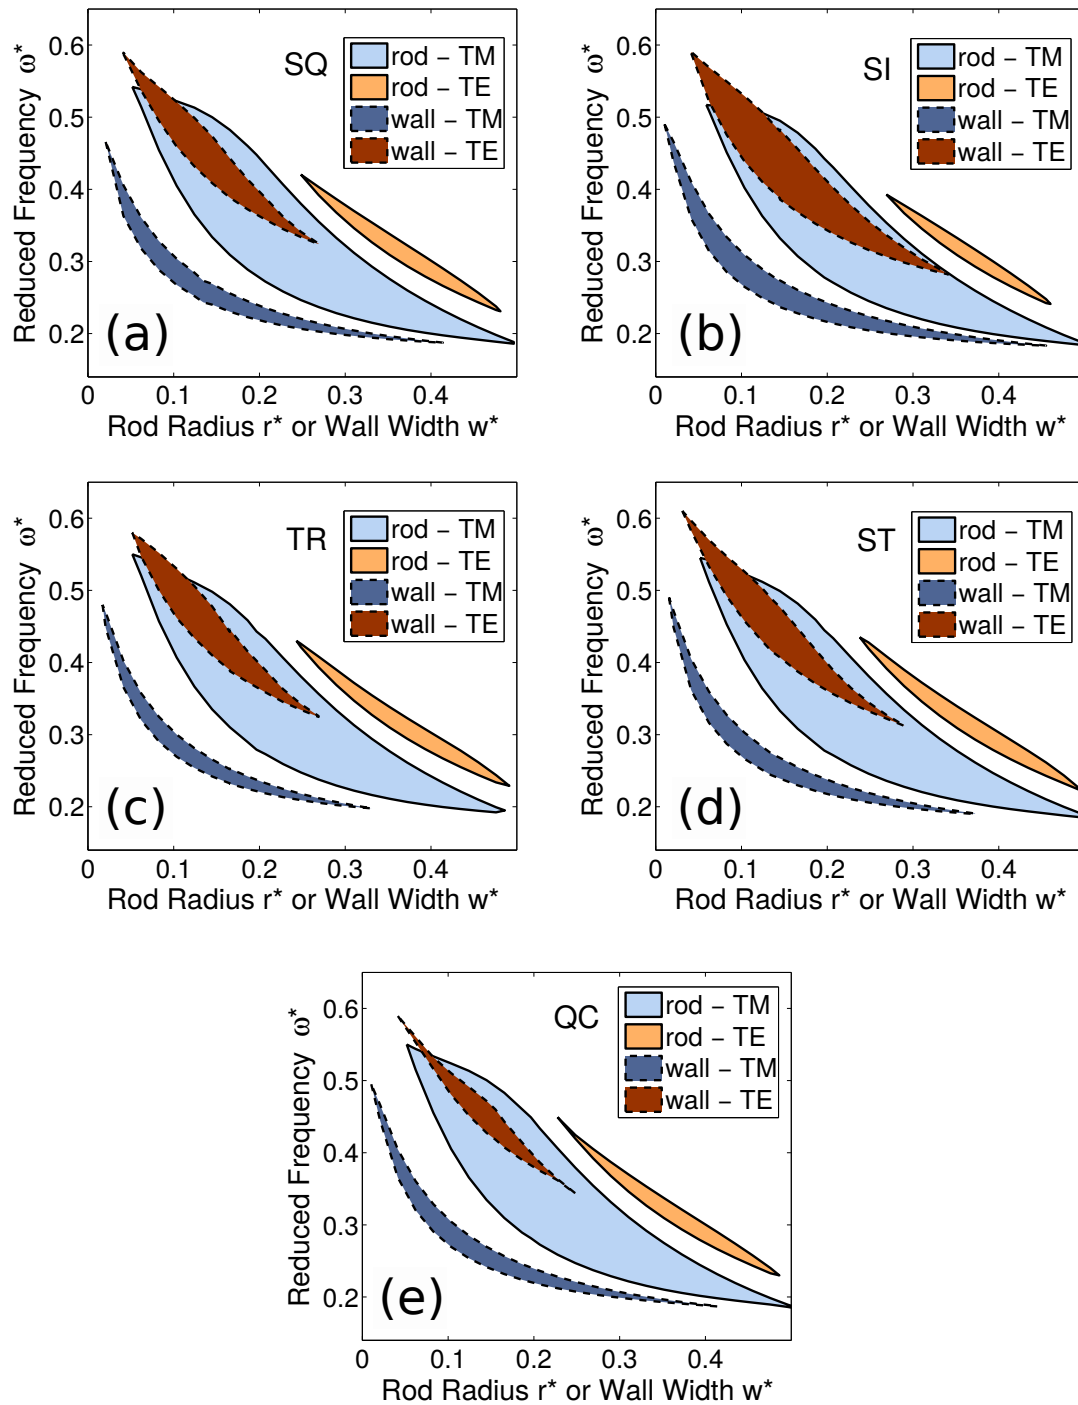 SQ
rod – TM
rod – TE
wall – TM
wall – TE
0.6
0.5
0.4
0.3
0.2
Reduced Frequency ω*
(a)
0 0.1 0.2 0.3 0.4
Rod Radius r* or Wall Width w*
SI
rod – TM
rod – TE
wall – TM
wall – TE
0.6
0.5
0.4
0.3
0.2
Reduced Frequency ω*
(b)
0 0.1 0.2 0.3 0.4
Rod Radius r* or Wall Width w*
TR
rod – TM
rod – TE
wall – TM
wall – TE
0.6
0.5
0.4
0.3
0.2
Reduced Frequency ω*
(c)
0 0.1 0.2 0.3 0.4
Rod Radius r* or Wall Width w*
ST
rod – TM
rod – TE
wall – TM
wall – TE
0.6
0.5
0.4
0.3
0.2
Reduced Frequency ω*
(d)
0 0.1 0.2 0.3 0.4
Rod Radius r* or Wall Width w*
QC
rod – TM
rod – TE
wall – TM
wall – TE
0.6
0.5
0.4
0.3
0.2
Reduced Frequency ω*
(e)
0 0.1 0.2 0.3 0.4
Rod Radius r* or Wall Width w*